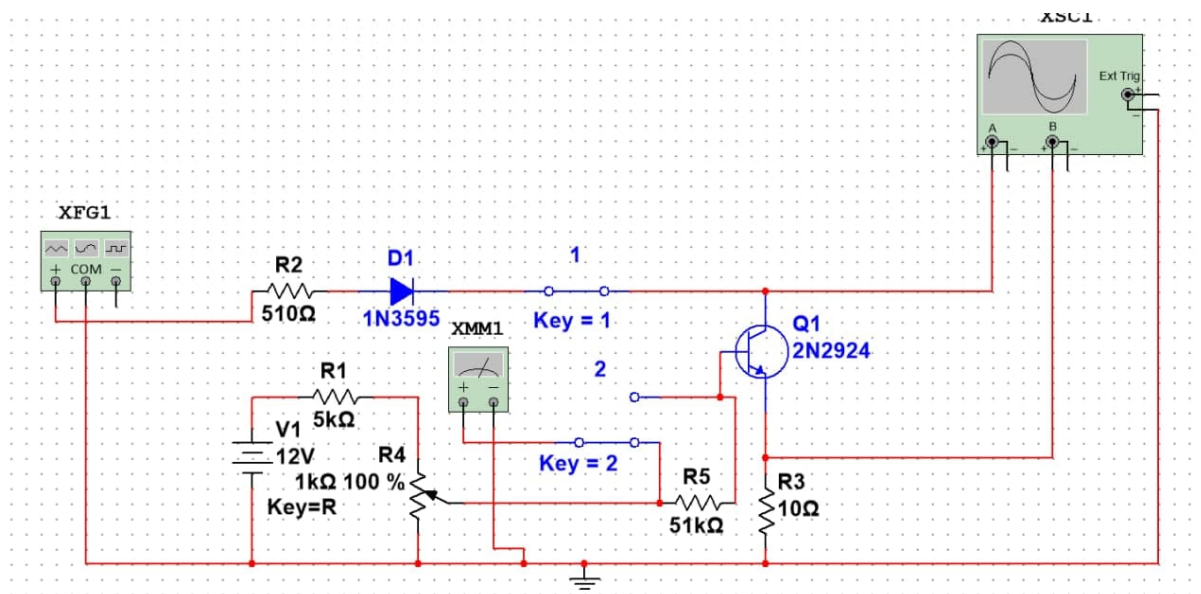 XSC1
Ext Trig
+
−
A
B
+
−
+
−
XFG1
+ COM −
R2
510Ω
D1
1N3595
1
Key = 1
XMM1
+ −
Q1
2N2924
2
R1
5kΩ
V1
12V
R4
1kΩ 100 %
Key=R
Key = 2
R5
51kΩ
R3
10Ω